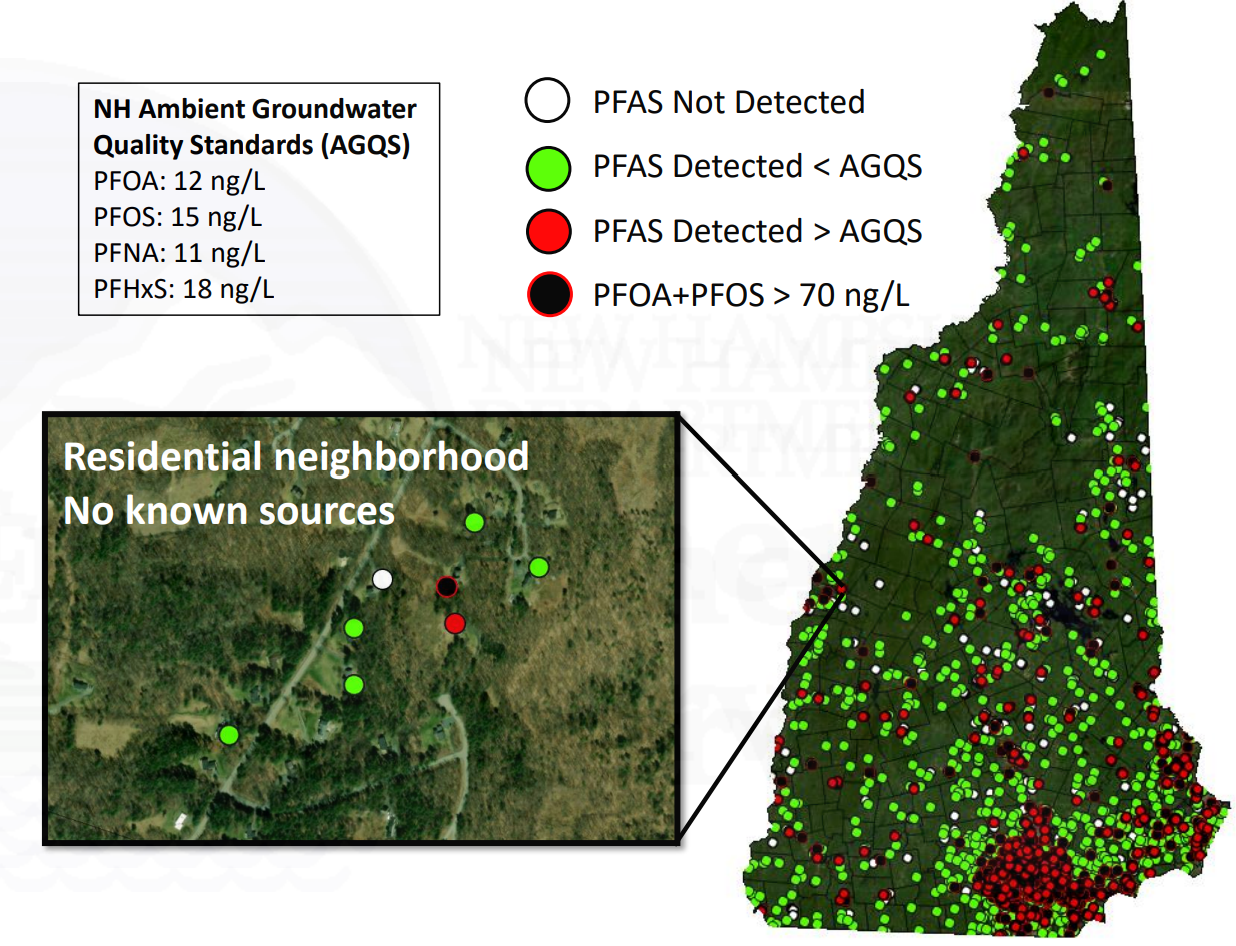 NH Ambient Groundwater
Quality Standards (AGQS)
PFOA: 12 ng/L
PFOS: 15 ng/L
PFNA: 11 ng/L
PFHxS: 18 ng/L
PFAS Not Detected
PFAS Detected < AGQS
PFAS Detected > AGQS
PFOA+PFOS > 70 ng/L
Residential neighborhood
No known sources